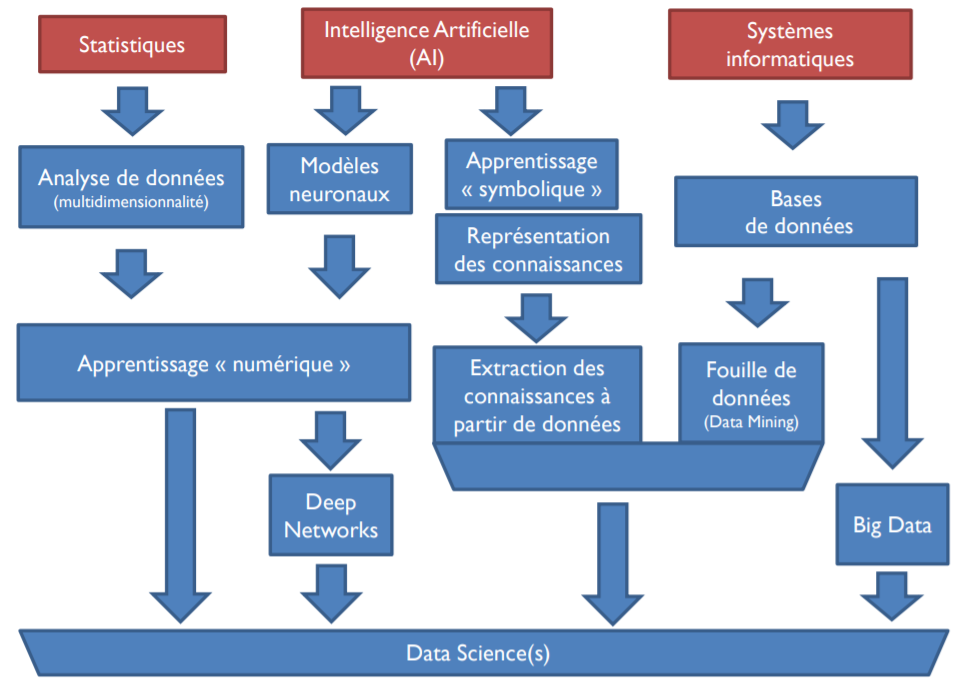 Statistiques
Intelligence Artificielle
(AI)
Systèmes
informatiques
Analyse de données
(multidimensionnalité)
Modèles
neuronaux
Apprentissage
« symbolique »
Représentation
des connaissances
Bases
de données
Apprentissage « numérique »
Extraction des
connaissances à
partir de données
Fouille de
données
(Data Mining)
Deep
Networks
Big Data
Data Science(s)